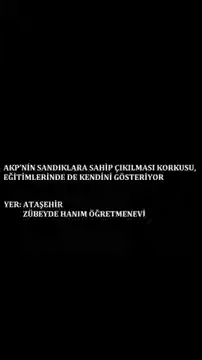 AKP'NİN SANDIKLARA SAHİP ÇIKILMASI KORKUSU,
EĞİTİMLERİNDE DE KENDİNİ GÖSTERİYOR
YER: ATAŞEHİR
ZÜBEYDE HANIM ÖĞRETMENEVİ